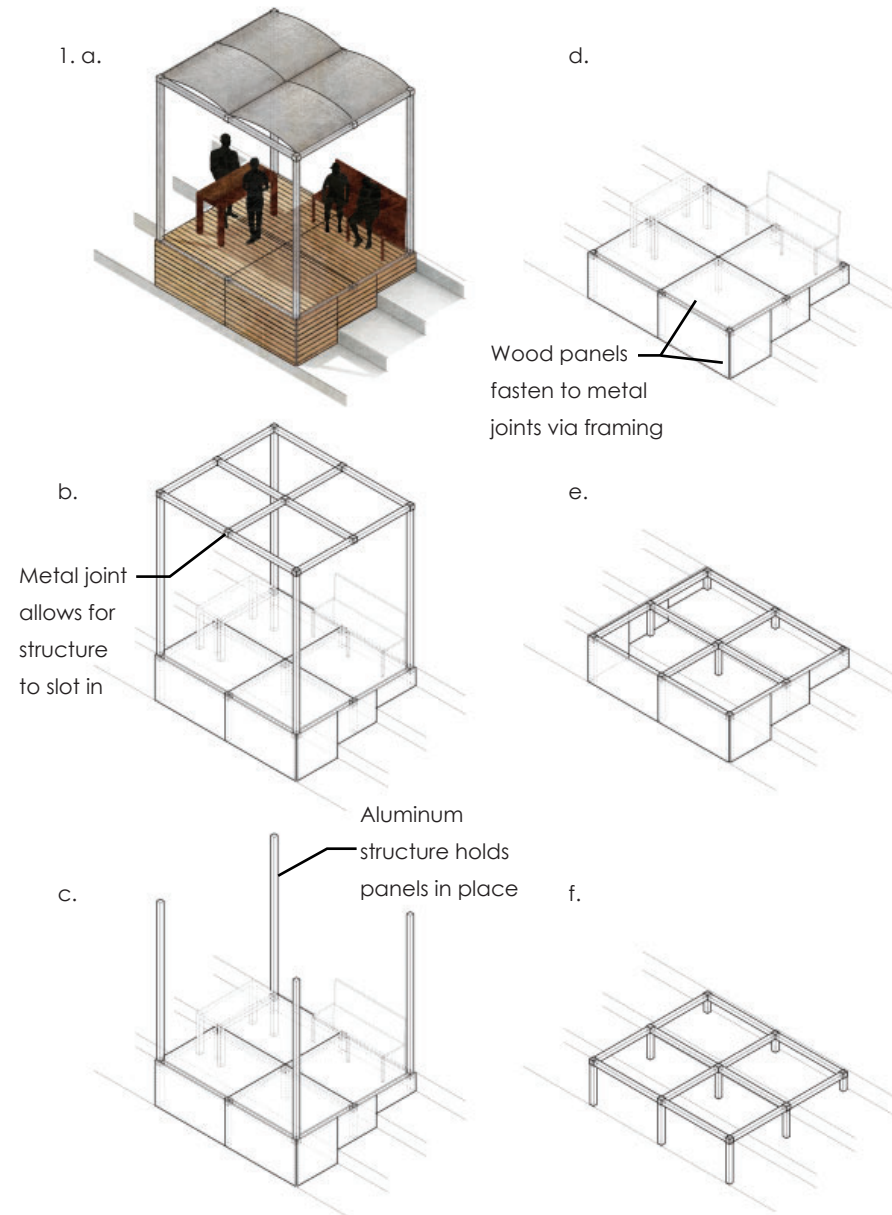 1. a.
d.
Wood panels
fasten to metal
joints via framing
b.
Metal joint
allows for
structure
to slot in
e.
Aluminum
structure holds
panels in place
c.
f.